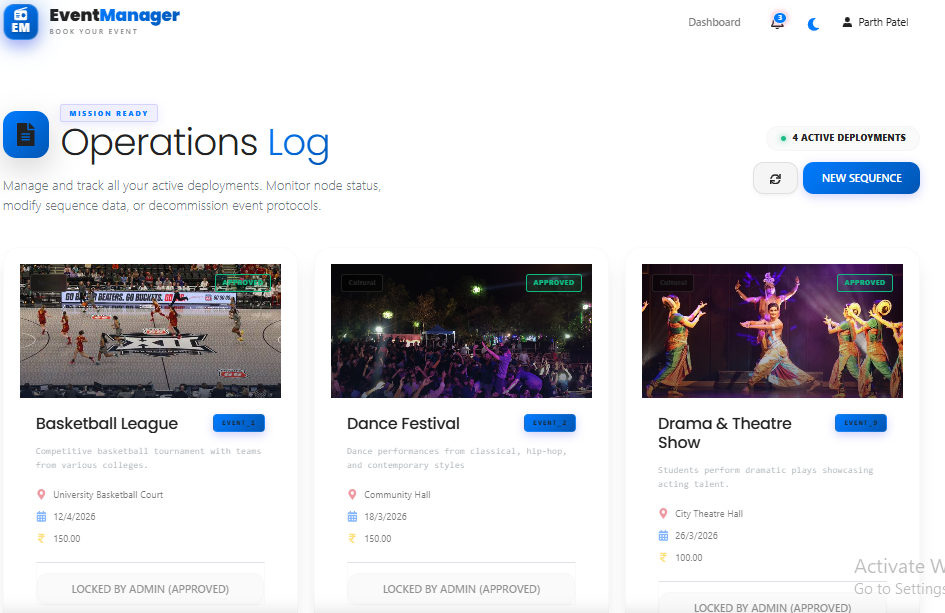 EM
EventManager
BOOK YOUR EVENT
Dashboard
3
Parth Patel
MISSION READY
Operations Log
Manage and track all your active deployments. Monitor node status,
modify sequence data, or decommission event protocols.
4 ACTIVE DEPLOYMENTS
NEW SEQUENCE
APPROVED
XII
Basketball League
EVENT_1
Competitive basketball tournament with teams
from various colleges.
University Basketball Court
12/4/2026
₹ 150.00
LOCKED BY ADMIN (APPROVED)
Cultural
APPROVED
Dance Festival
EVENT_2
Dance performances from classical, hip-hop,
and contemporary styles
Community Hall
18/3/2026
₹ 150.00
LOCKED BY ADMIN (APPROVED)
Cultural
APPROVED
Drama & Theatre
Show
Students perform dramatic plays showcasing
acting talent.
City Theatre Hall
26/3/2026
₹ 100.00
LOCKED BY ADMIN (APPROVED)
Activate W
Go to Settings